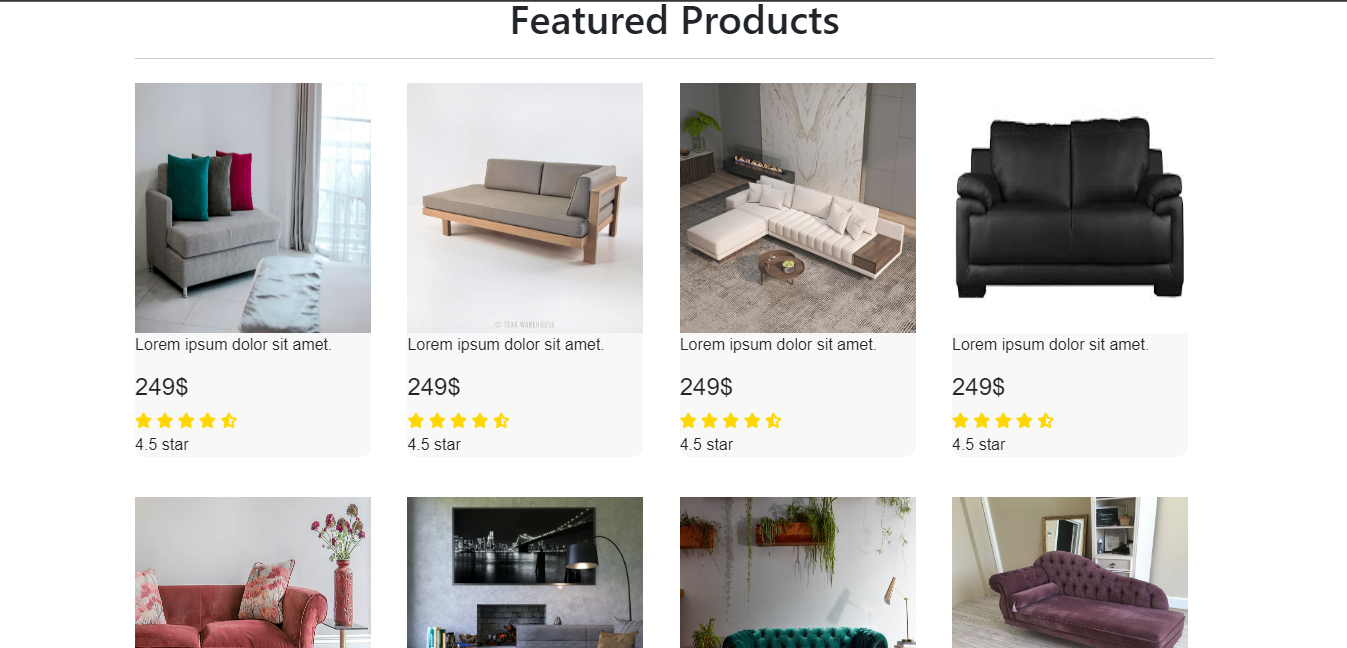 Featured Products
© TEAK WAREHOUSE
Lorem ipsum dolor sit amet.
Lorem ipsum dolor sit amet.
Lorem ipsum dolor sit amet.
Lorem ipsum dolor sit amet.
249$
249$
249$
249$
4.5 star
4.5 star
4.5 star
4.5 star